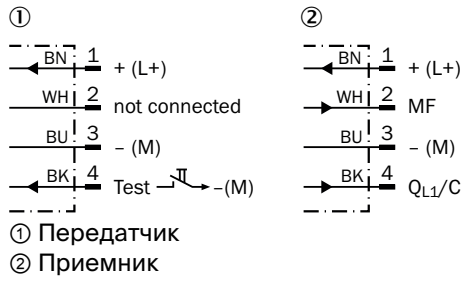 ① ②
BN 1 + (L+) BN 1 + (L+)
WH 2 not connected WH 2 MF
BU 3 – (M) BU 3 – (M)
BK 4 Test –(M) BK 4 QL1/C
① Передатчик
② Приемник